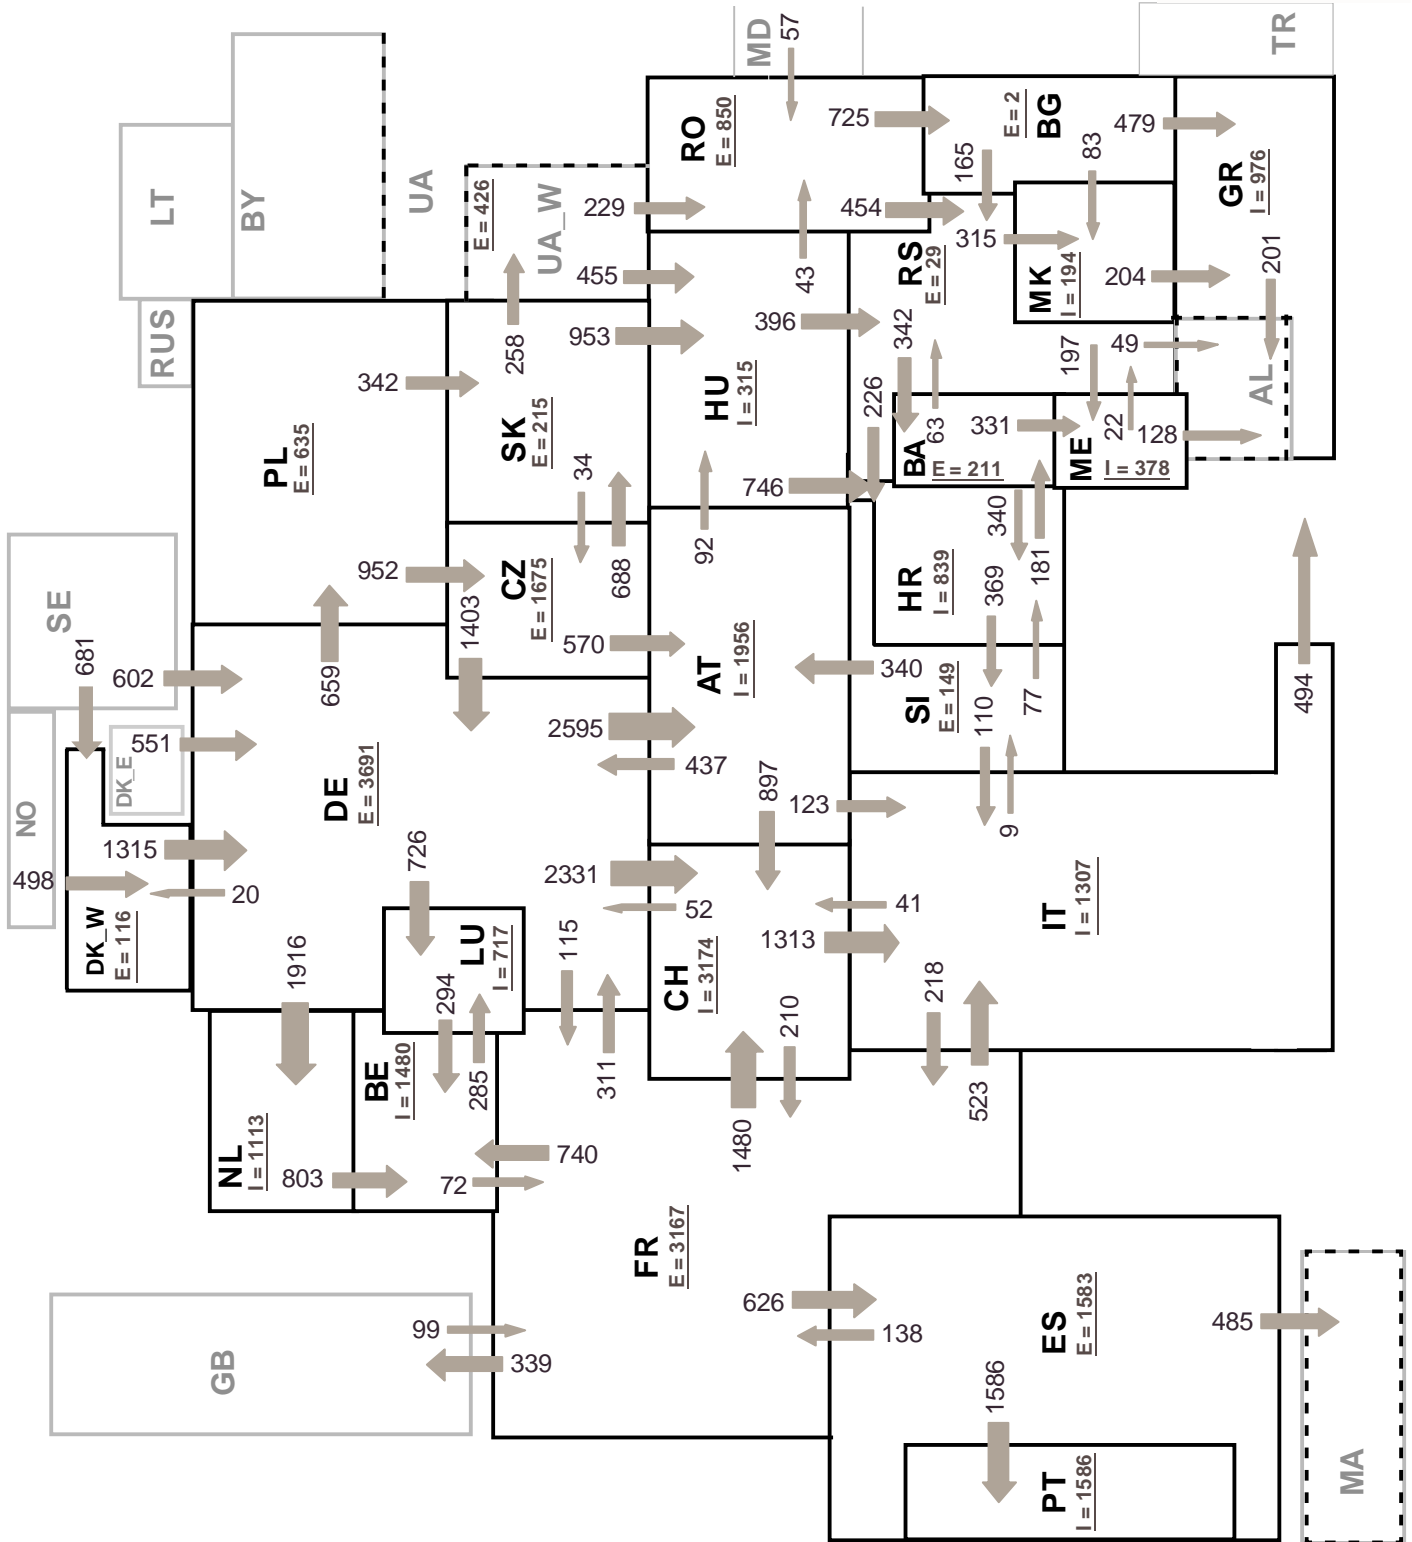 MD
57
TR
RO
E = 850
725
E = 2
BG
479
165
83
GR
I = 976
LT
BY
UA
E = 426
UA_W
229
454
RS
E = 29
315
MK
I = 194
204
201
455
43
RUS
258
953
396
342
197
49
AL
342
HU
I = 315
226
PL
E = 635
SK
E = 215
BA
63
E = 211
331
ME
22
I = 378
128
34
746
SE
952
CZ
E = 1675
688
92
340
181
HR
I = 839
369
681
602
659
1403
570
AT
I = 1956
340
SI
E = 149
110
77
494
551
DK_E
2595
437
NO
DE
E = 3691
897
123
9
1315
726
2331
498
20
52
41
DK_W
E = 116
1916
LU
I = 717
294
115
CH
I = 3174
1313
IT
I = 1307
210
218
BE
I = 1480
285
311
523
NL
I = 1113
803
740
72
1480
FR
E = 3167
GB
99
339
626
138
ES
E = 1583
485
1586
PT
I = 1586
MA